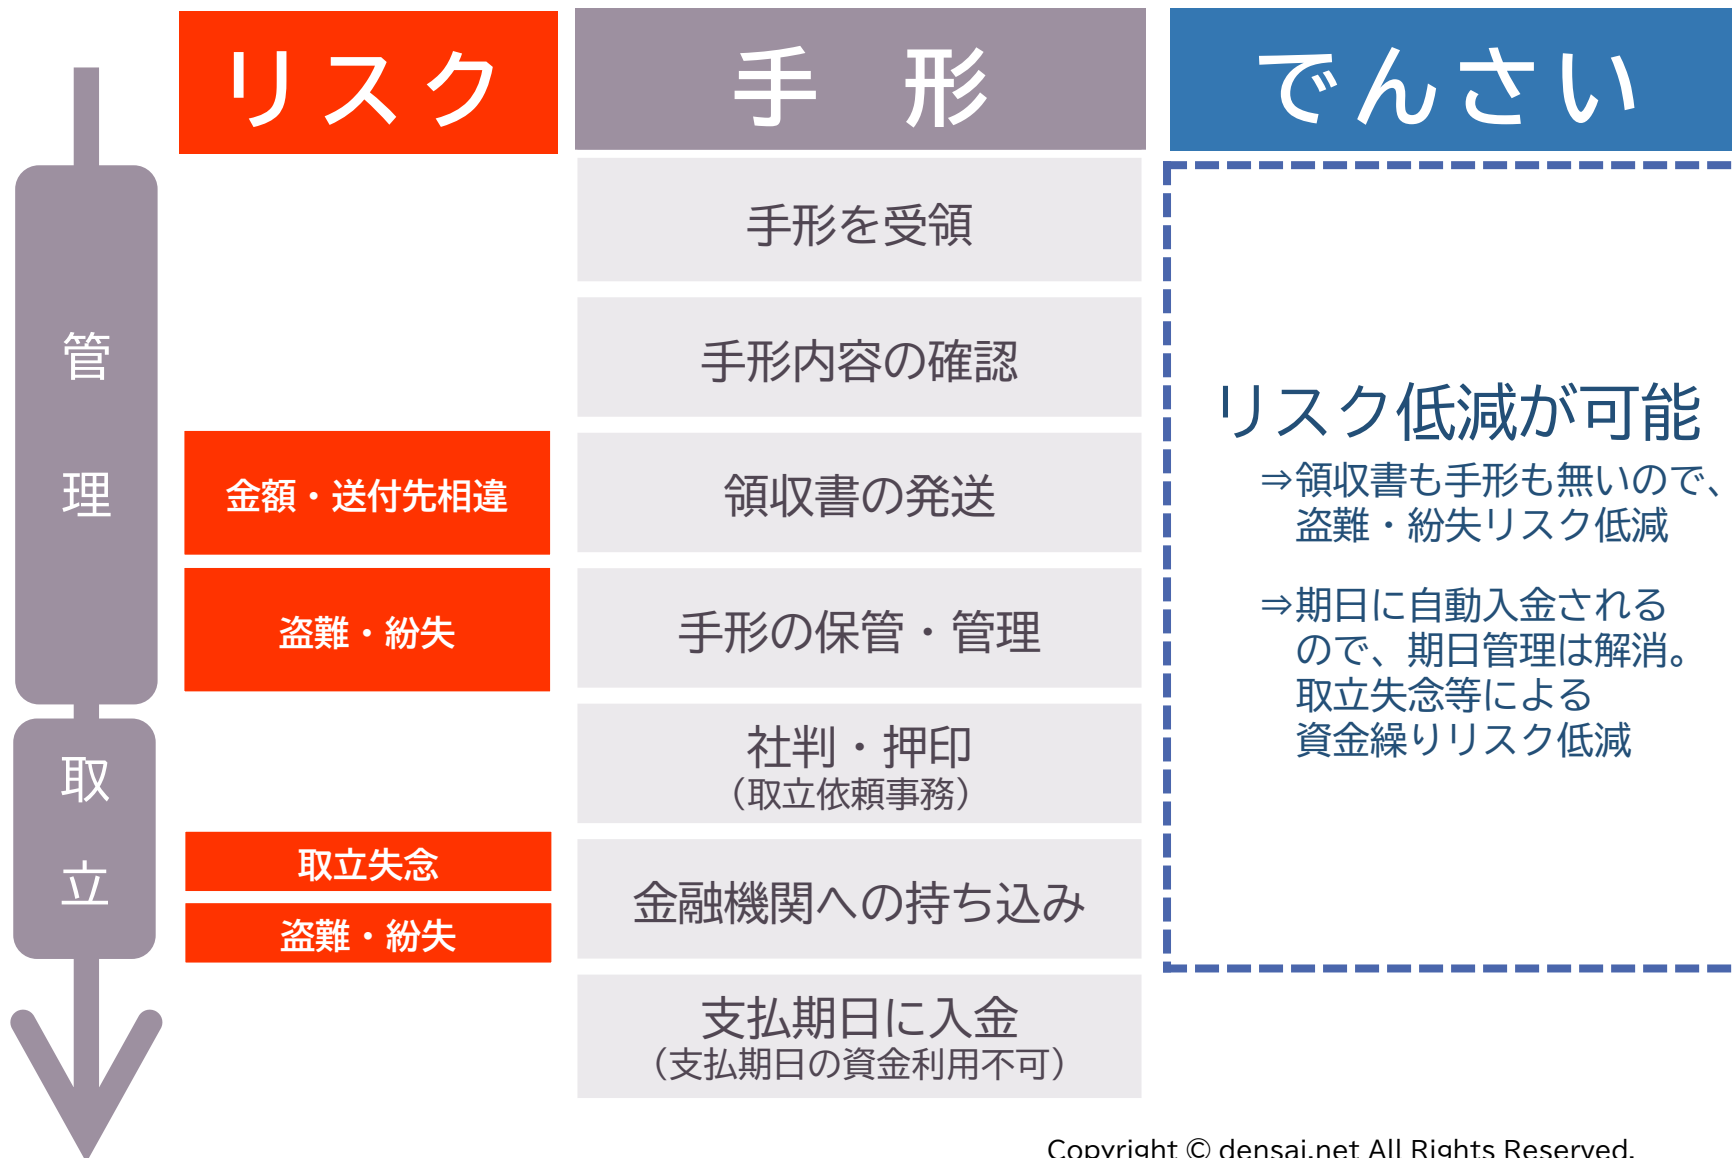 リスク
手 形
でんさい
管
理
取
立
手形を受領
手形内容の確認
金額・送付先相違
領収書の発送
盗難・紛失
手形の保管・管理
社判・押印
（取立依頼事務）
取立失念
盗難・紛失
金融機関への持ち込み
支払期日に入金
（支払期日の資金利用不可）
リスク低減が可能
⇒領収書も手形も無いので、
盗難・紛失リスク低減
⇒期日に自動入金される
ので、期日管理は解消。
取立失念等による
資金繰りリスク低減
Copyright © densai.net All Rights Reserved.